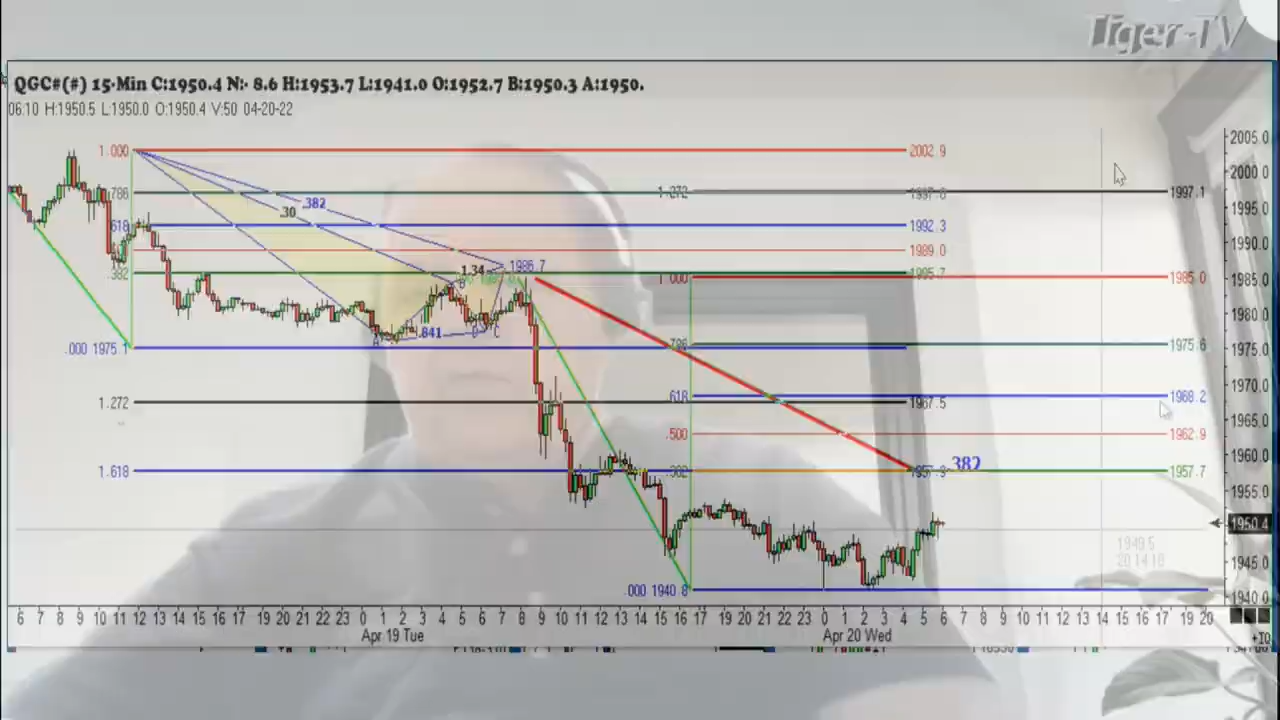 Tiger-TV
QGC#(#) 15-Min C:1950.4 N:- 8.6 H:1953.7 L:1941.0 O:1952.7 B:1950.3 A:1950.
06:10 H:1950.5 L:1950.0 O:1950.4 V:50 04-20-22
2005.0
1.000 2002.9
2000.0
.382
.786 1.272 1997.1
1995.0
.30
.618 1992.3
1990.0
1989.0
1.34 1986.7
.382 1.000 1985.0
1985.0
1980.0
.841
A B C
.000 1975.1 .786 1975.6
1975.0
1970.0
1.272 1967.5 .618 1968.2
1965.0
.500 1962.9
1960.0
1.618 .382 1957.7
1955.0
1950.4
1949.5
20:14:10
1945.0
.000 1940.8
1940.0
6 7 8 9 10 11 12 13 14 15 16 17 18 19 20 21 22 23 0 1 2 3 4 5 6 7 8 9 10 11 12 13 14 15 16 17 18 19 20 21 22 23 0 1 2 3 4 5 6 7 8 9 10 11 12 13 14 15 16 17 18 19 20
Apr 19 Tue Apr 20 Wed